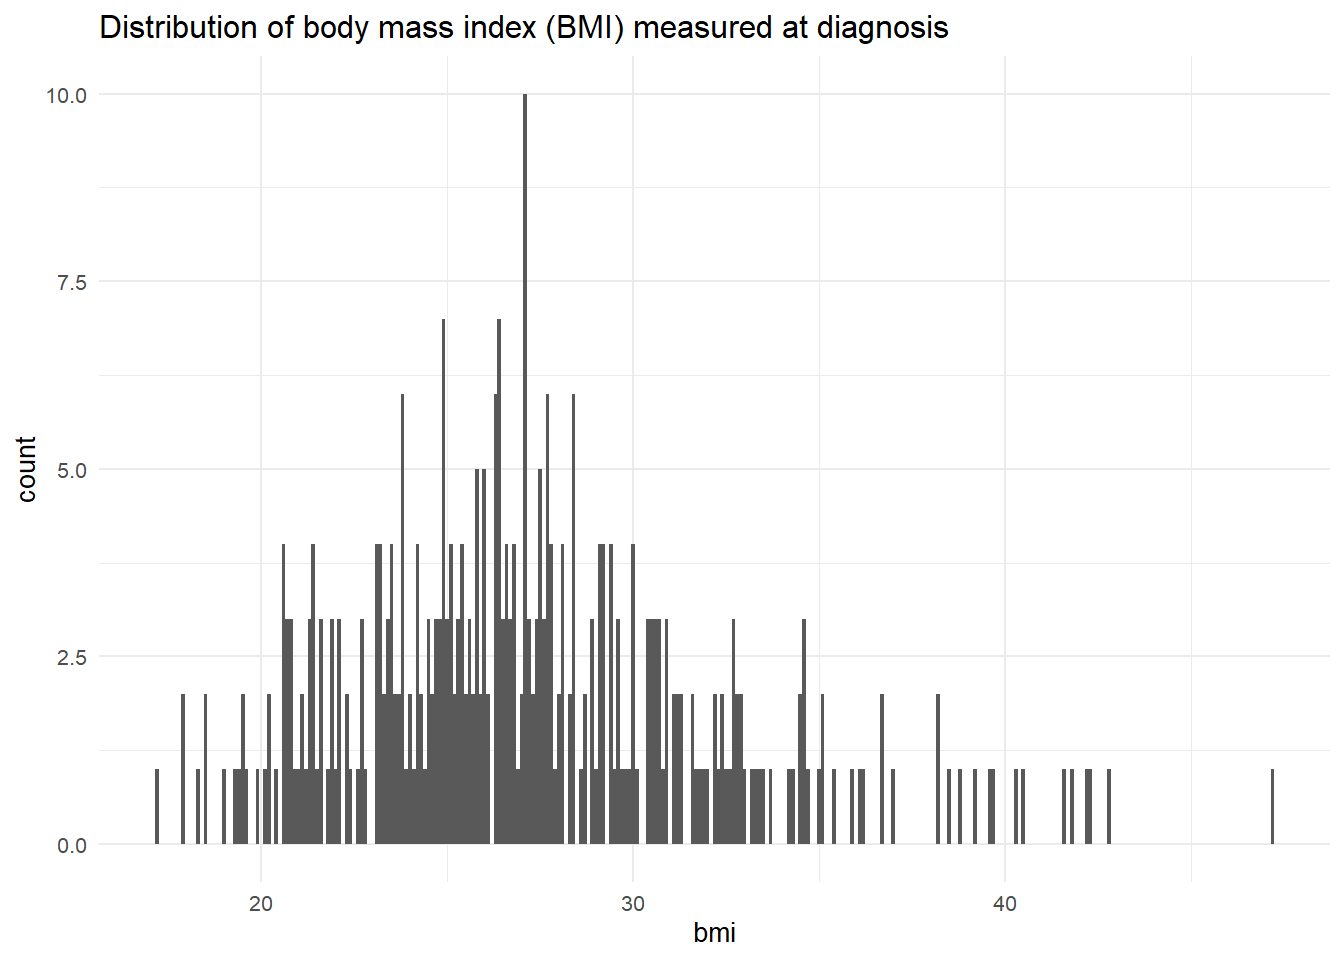 Distribution of body mass index (BMI) measured at diagnosis
10.0
7.5
5.0
2.5
0.0
count
20 30 40
bmi